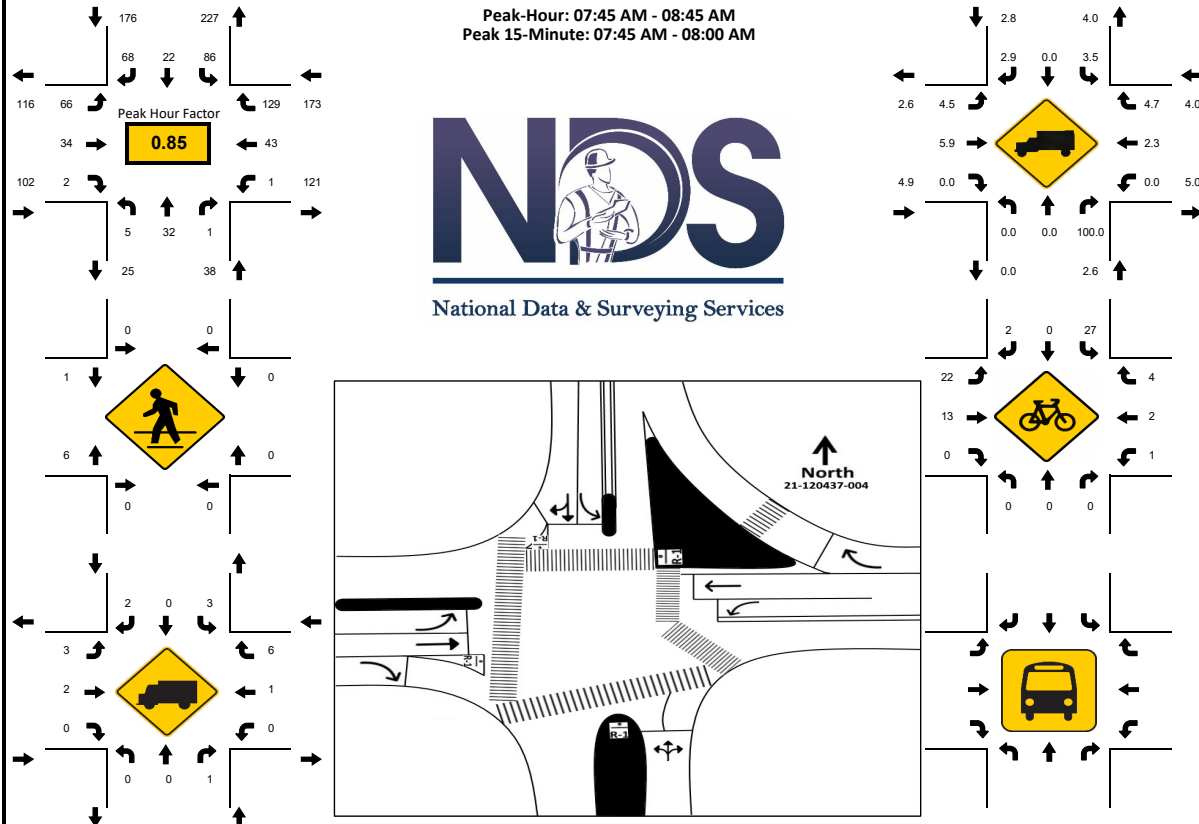 Peak-Hour: 07:45 AM - 08:45 AM
Peak 15-Minute: 07:45 AM - 08:00 AM
176 227
68 22 86
116 66 129 173
Peak Hour Factor
0.85
34 43
102 2 1 121
5 32 1
25 38
2.8 4.0
2.9 0.0 3.5
2.6 4.5 4.7 4.0
5.9 2.3
4.9 0.0 0.0 5.0
0.0 0.0 100.0
0.0 2.6
NDS
National Data & Surveying Services
0 0
1 0
6 0
0 0
2 0 27
22 4
13 2
0 1
0 0 0
North
21-120437-004
R-1
R-1
R-1
R-1
2 0 3
3 6
2 1
0 0
0 0 1